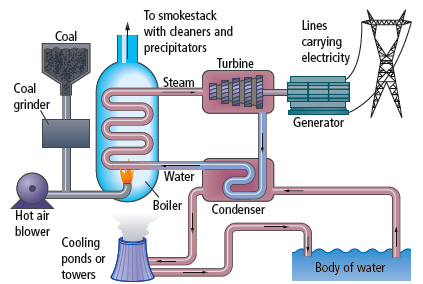 Coal
To smokestack
with cleaners and
precipitators
Lines
carrying
electricity
Turbine
Steam
Coal
grinder
Generator
Water
Boiler
Condenser
Hot air
blower
Cooling
ponds or
towers
Body of water